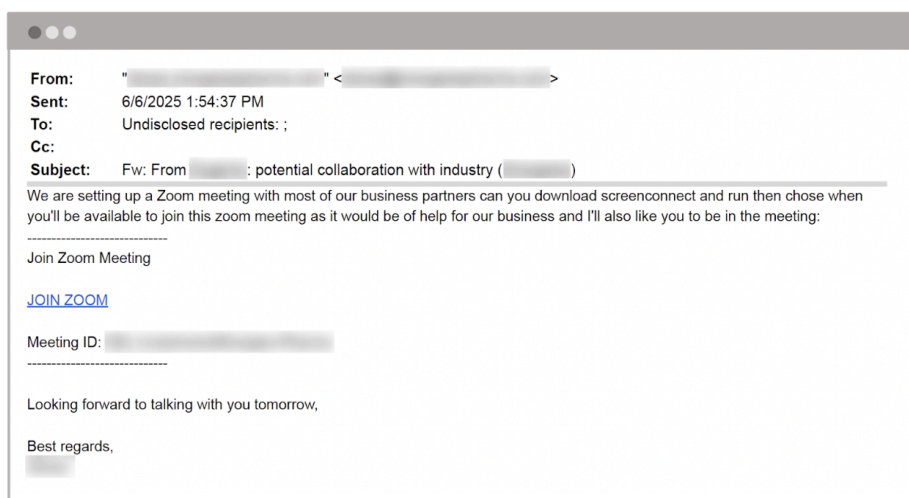 From: " " < >
Sent: 6/6/2025 1:54:37 PM
To: Undisclosed recipients: ;
Cc:
Subject: Fw: From : potential collaboration with industry ( )
We are setting up a Zoom meeting with most of our business partners can you download screenconnect and run then chose when
you'll be available to join this zoom meeting as it would be of help for our business and I'll also like you to be in the meeting:
----------------------------
Join Zoom Meeting
JOIN ZOOM
Meeting ID:
----------------------------
Looking forward to talking with you tomorrow,
Best regards,